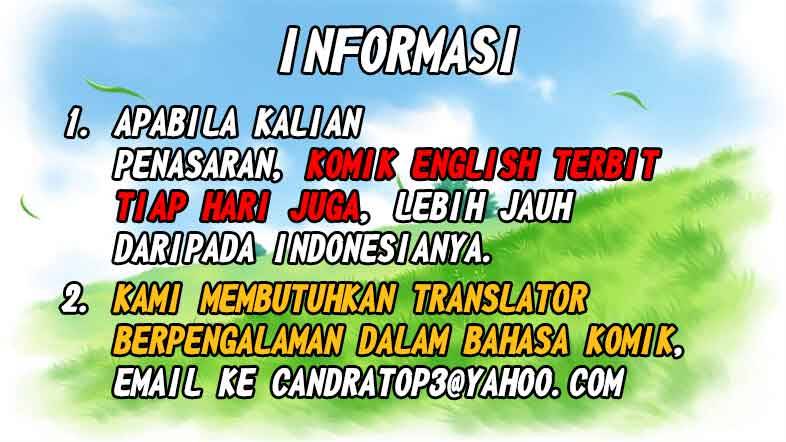 INFORMASI
1. APABILA KALIAN
PENASARAN, KOMIK ENGLISH TERBIT
TIAP HARI JUGA, LEBIH JAUH
DARIPADA INDONESIANYA.
2. KAMI MEMBUTUHKAN TRANSLATOR
BERPENGALAMAN DALAM BAHASA KOMIK,
EMAIL KE CANDRATOP3@YAHOO.COM